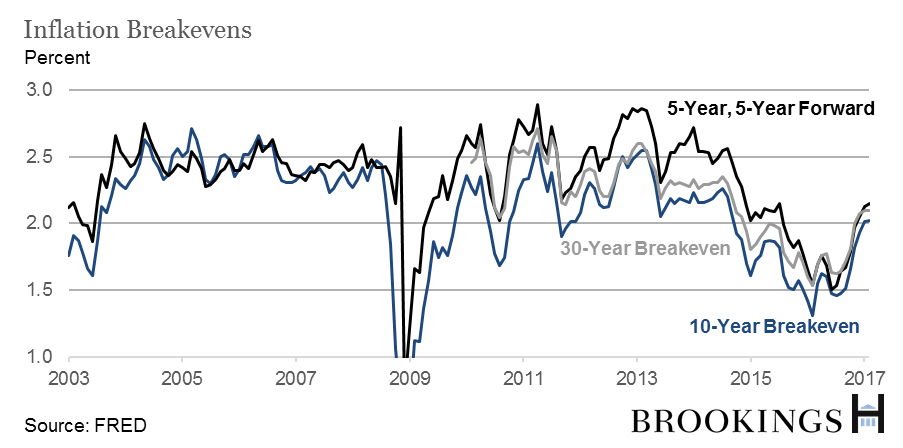 Inflation Breakevens
Percent
3.0
5-Year, 5-Year Forward
2.5
2.0
30-Year Breakeven
1.5
10-Year Breakeven
1.0
2003 2005 2007 2009 2011 2013 2015 2017
Source: FRED
BROOKINGS